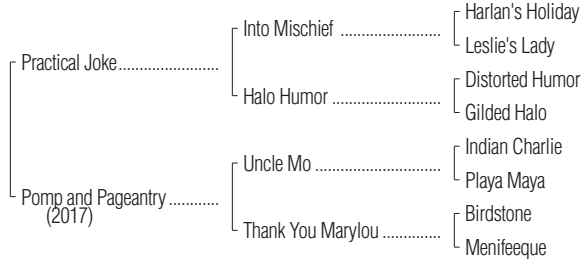 Harlan's Holiday
Into Mischief ......................
Leslie's Lady
Practical Joke......................
Distorted Humor
Halo Humor ........................
Gilded Halo
Indian Charlie
Uncle Mo ...........................
Playa Maya
Pomp and Pageantry ...........
(2017)
Birdstone
Thank You Marylou .............
Menifeeque